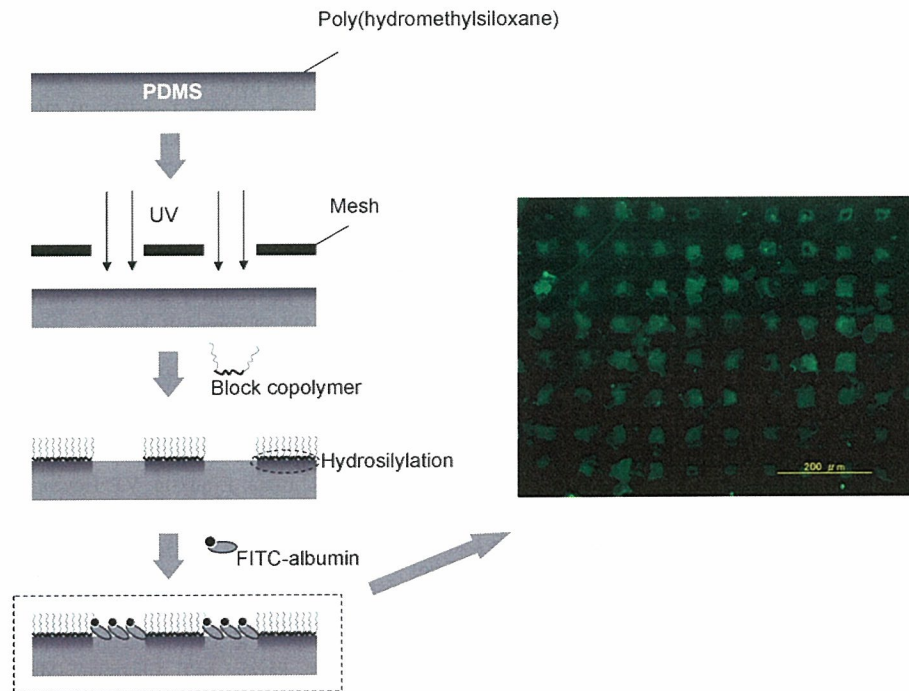 Poly(hydromethylsiloxane)
PDMS
UV
Mesh
Block copolymer
Hydrosilylation
FITC-albumin
200 μm